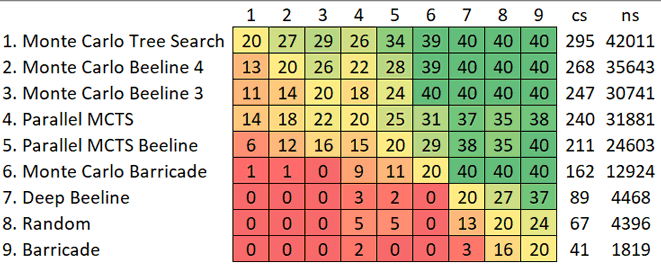 1 2 3 4 5 6 7 8 9 cs ns
1. Monte Carlo Tree Search 20 27 29 26 34 39 40 40 40 295 42011
2. Monte Carlo Beeline 4 13 20 26 22 28 39 40 40 40 268 35643
3. Monte Carlo Beeline 3 11 14 20 18 24 40 40 40 40 247 30741
4. Parallel MCTS 14 18 22 20 25 31 37 35 38 240 31881
5. Parallel MCTS Beeline 6 12 16 15 20 29 38 35 40 211 24603
6. Monte Carlo Barricade 1 1 0 9 11 20 40 40 40 162 12924
7. Deep Beeline 0 0 0 3 2 0 20 27 37 89 4468
8. Random 0 0 0 5 5 0 13 20 24 67 4396
9. Barricade 0 0 0 2 0 0 3 16 20 41 1819